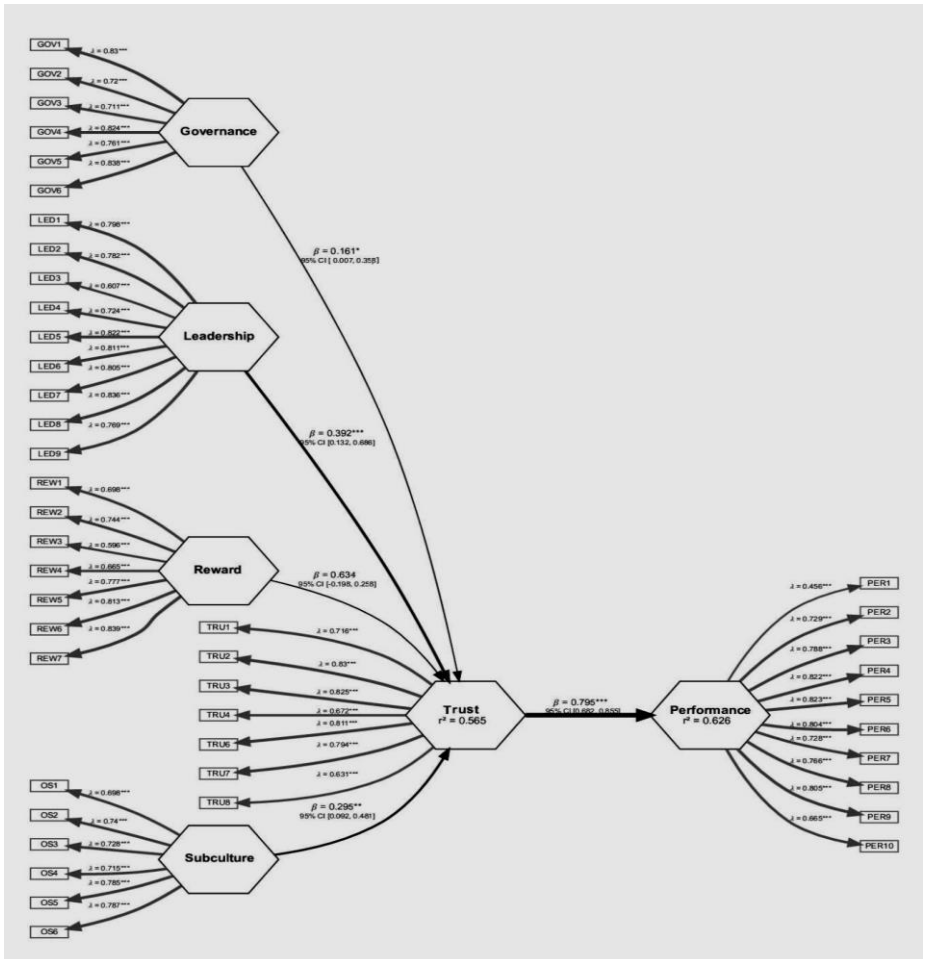 GOV1
λ = 0.83***
GOV2
λ = 0.72***
GOV3
λ = 0.711***
GOV4
λ = 0.824***
GOV5
λ = 0.761***
GOV6
λ = 0.838***
Governance
LED1
λ = 0.798***
LED2
λ = 0.782***
LED3
λ = 0.607***
LED4
λ = 0.724***
LED5
λ = 0.822***
LED6
λ = 0.811***
LED7
λ = 0.805***
LED8
λ = 0.836***
LED9
λ = 0.769***
Leadership
β = 0.161*
95% CI [ 0.007, 0.358]
β = 0.392***
95% CI [0.132, 0.686]
REW1
λ = 0.698***
REW2
λ = 0.744***
REW3
λ = 0.596***
REW4
λ = 0.665***
REW5
λ = 0.777***
REW6
λ = 0.813***
REW7
λ = 0.839***
Reward
β = 0.634
95% CI [-0.198, 0.258]
TRU1
λ = 0.716***
TRU2
λ = 0.83***
TRU3
λ = 0.825***
TRU4
λ = 0.672***
TRU6
λ = 0.811***
TRU7
λ = 0.794***
TRU8
λ = 0.631***
Trust
r² = 0.565
β = 0.795***
95% CI [0.682, 0.855]
Performance
r² = 0.626
PER1
λ = 0.456***
PER2
λ = 0.729***
PER3
λ = 0.788***
PER4
λ = 0.822***
PER5
λ = 0.823***
PER6
λ = 0.804***
PER7
λ = 0.728***
PER8
λ = 0.766***
PER9
λ = 0.805***
PER10
λ = 0.665***
β = 0.295**
95% CI [0.092, 0.481]
OS1
λ = 0.698***
OS2
λ = 0.74***
OS3
λ = 0.728***
OS4
λ = 0.715***
OS5
λ = 0.785***
OS6
λ = 0.787***
Subculture